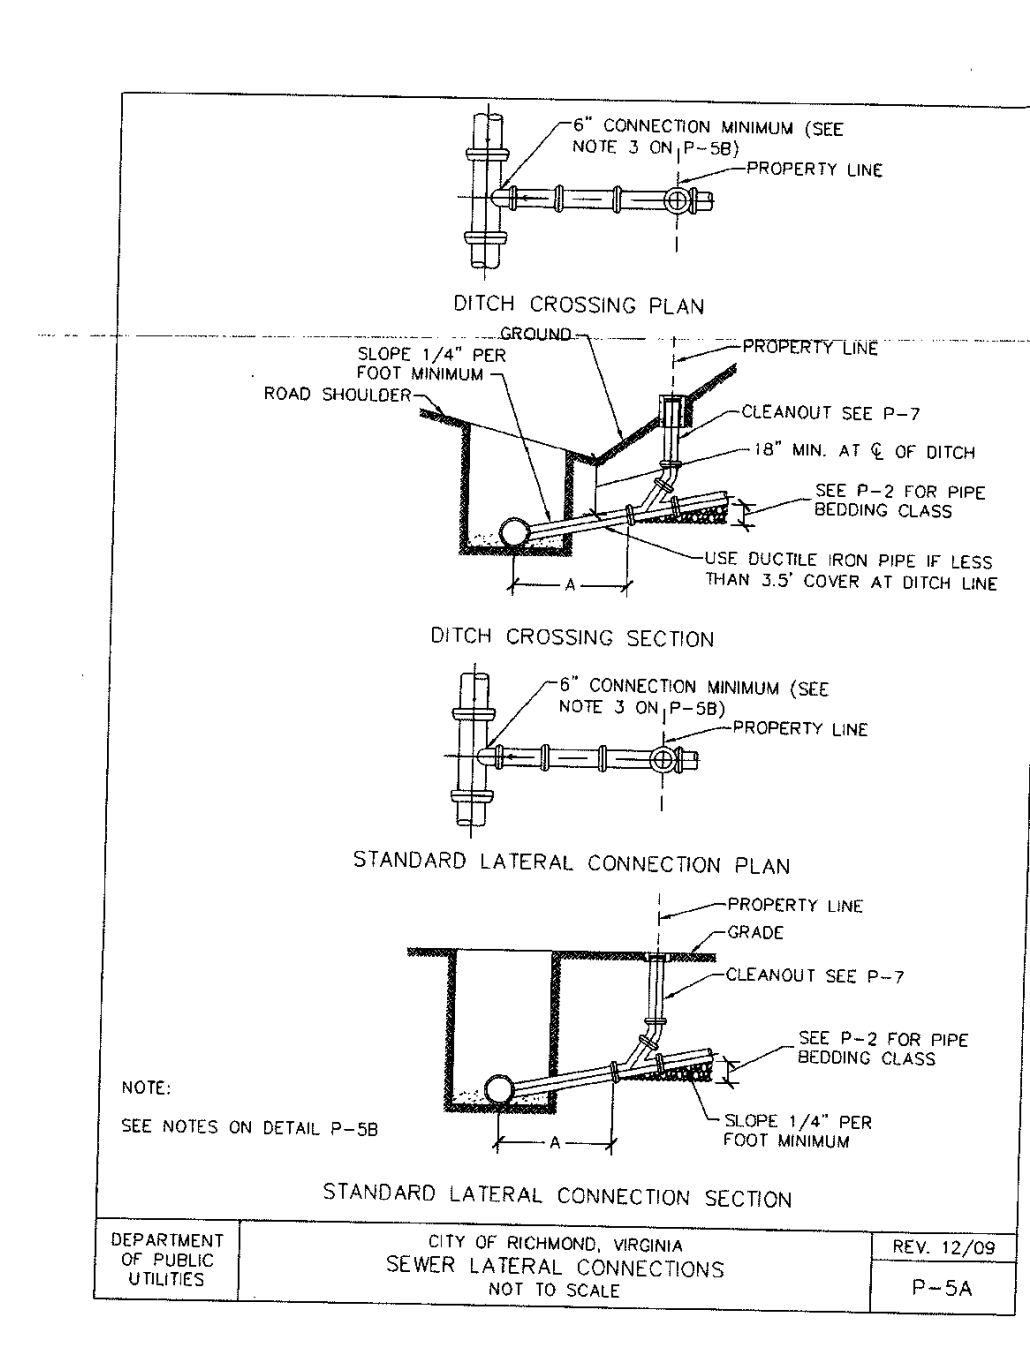 6" CONNECTION MINIMUM (SEE
NOTE 3 ON P-5B)
PROPERTY LINE
DITCH CROSSING PLAN
GROUND
PROPERTY LINE
SLOPE 1/4" PER
FOOT MINIMUM
ROAD SHOULDER
CLEANOUT SEE P-7
18" MIN. AT ℄ OF DITCH
SEE P-2 FOR PIPE
BEDDING CLASS
USE DUCTILE IRON PIPE IF LESS
THAN 3.5' COVER AT DITCH LINE
A
DITCH CROSSING SECTION
6" CONNECTION MINIMUM (SEE
NOTE 3 ON P-5B)
PROPERTY LINE
STANDARD LATERAL CONNECTION PLAN
PROPERTY LINE
GRADE
CLEANOUT SEE P-7
SEE P-2 FOR PIPE
BEDDING CLASS
SLOPE 1/4" PER
FOOT MINIMUM
A
NOTE:
SEE NOTES ON DETAIL P-5B
STANDARD LATERAL CONNECTION SECTION
DEPARTMENT
OF PUBLIC
UTILITIES
CITY OF RICHMOND, VIRGINIA
SEWER LATERAL CONNECTIONS
NOT TO SCALE
REV. 12/09
P-5A